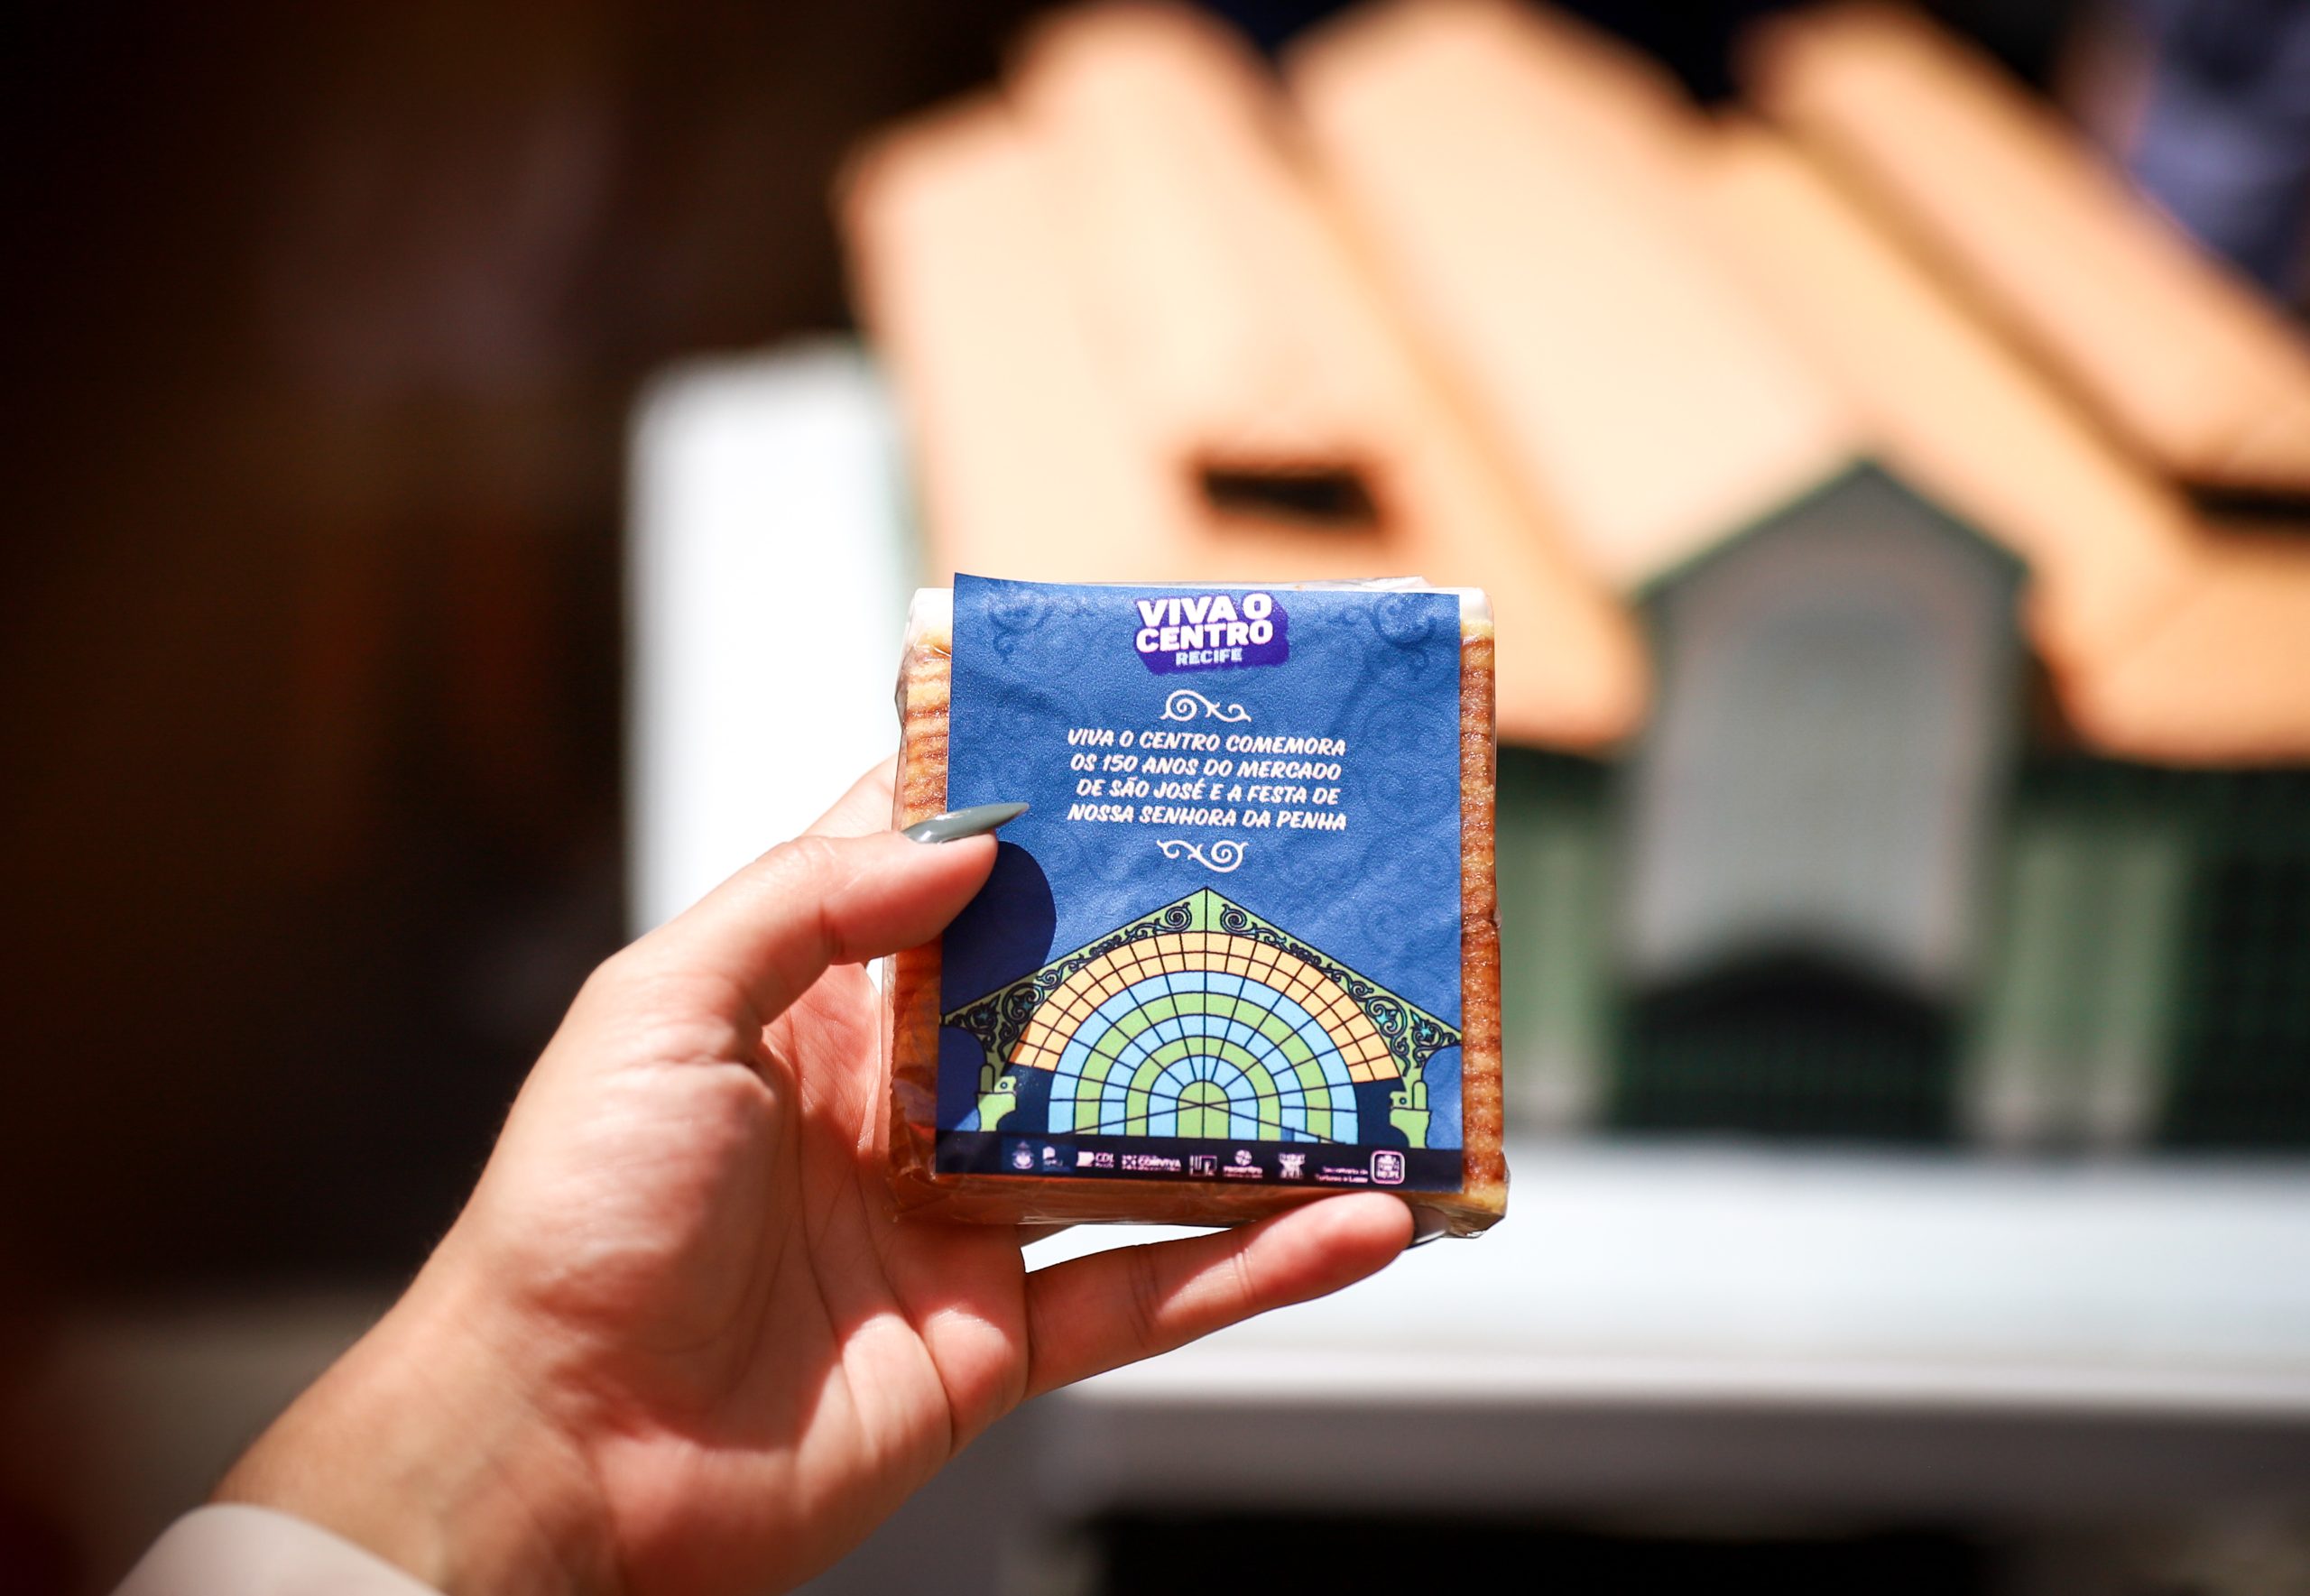 VIVA O
CENTRO
RECIFE
VIVA O CENTRO COMEMORA
OS 150 ANOS DO MERCADO
DE SÃO JOSÉ E A FESTA DE
NOSSA SENHORA DA PENHA
CDL